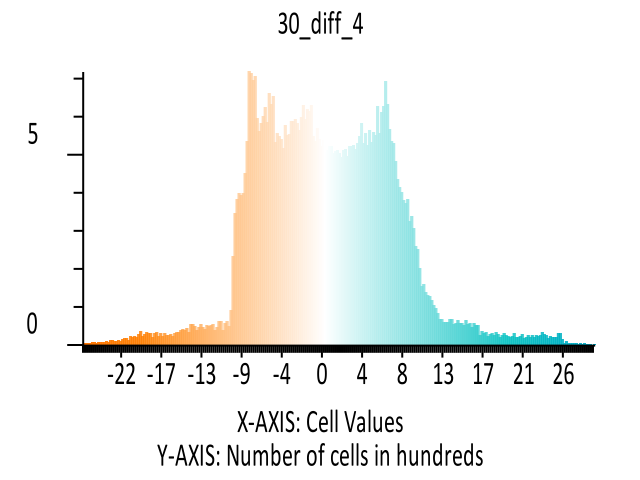 30_diff_4
5
0
-22 -17 -13 -9 -4 0 4 8 13 17 21 26
X-AXIS: Cell Values
Y-AXIS: Number of cells in hundreds